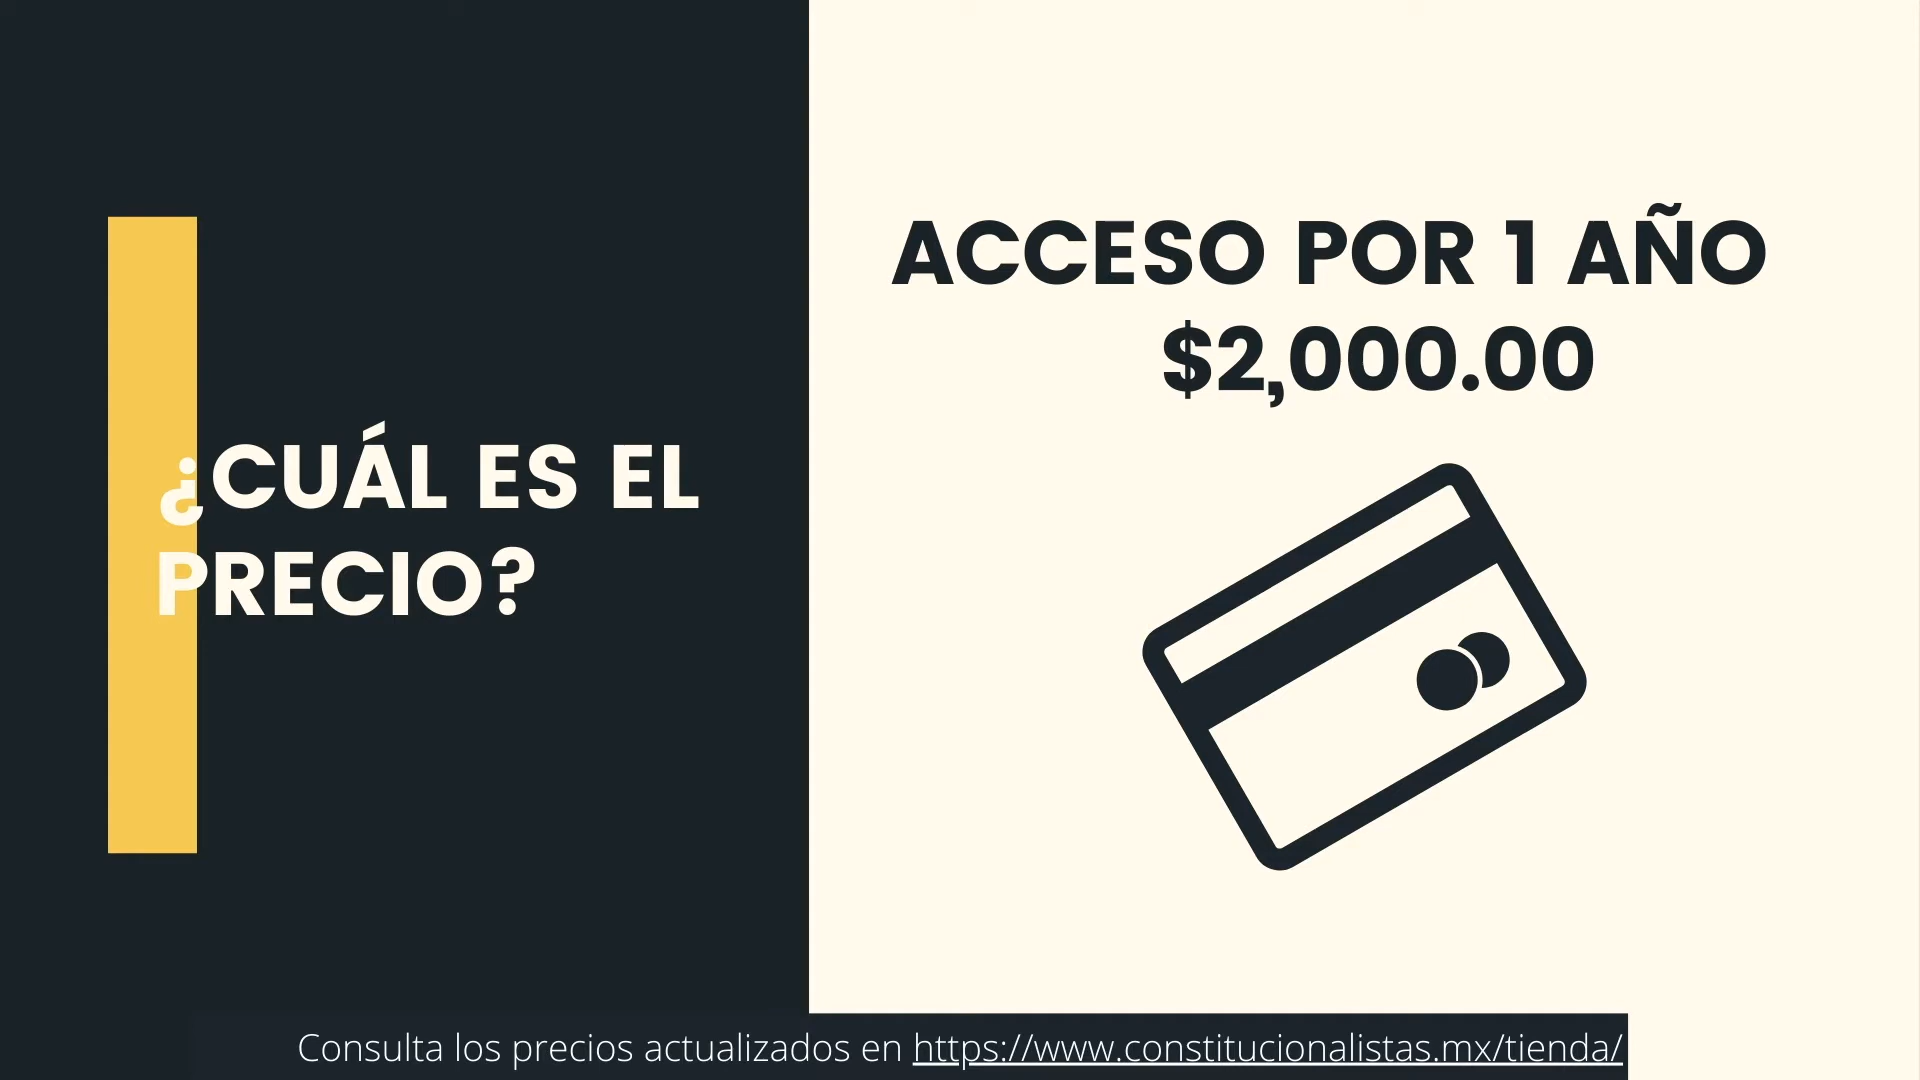 ¿CUÁL ES EL
PRECIO?
ACCESO POR 1 AÑO
$2,000.00
Consulta los precios actualizados en https://www.constitucionalistas.mx/tienda/